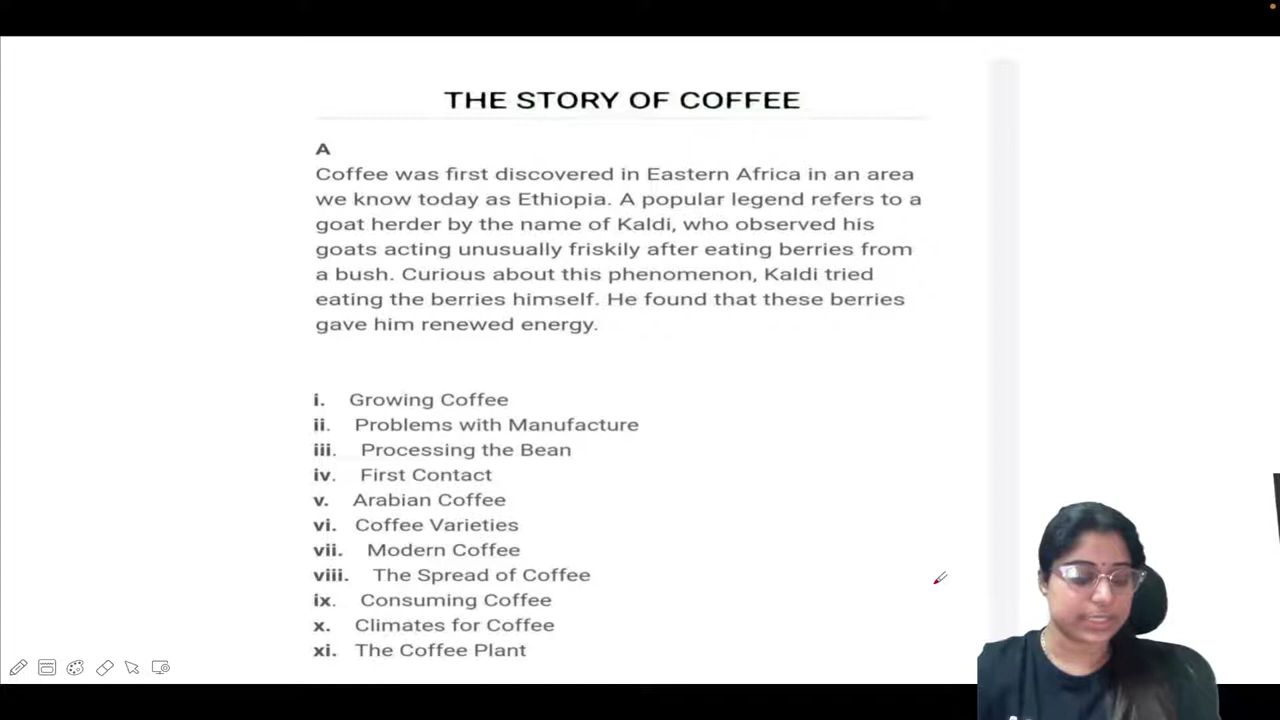 THE STORY OF COFFEE
A
Coffee was first discovered in Eastern Africa in an area
we know today as Ethiopia. A popular legend refers to a
goat herder by the name of Kaldi, who observed his
goats acting unusually friskily after eating berries from
a bush. Curious about this phenomenon, Kaldi tried
eating the berries himself. He found that these berries
gave him renewed energy.
i. Growing Coffee
ii. Problems with Manufacture
iii. Processing the Bean
iv. First Contact
v. Arabian Coffee
vi. Coffee Varieties
vii. Modern Coffee
viii. The Spread of Coffee
ix. Consuming Coffee
x. Climates for Coffee
xi. The Coffee Plant